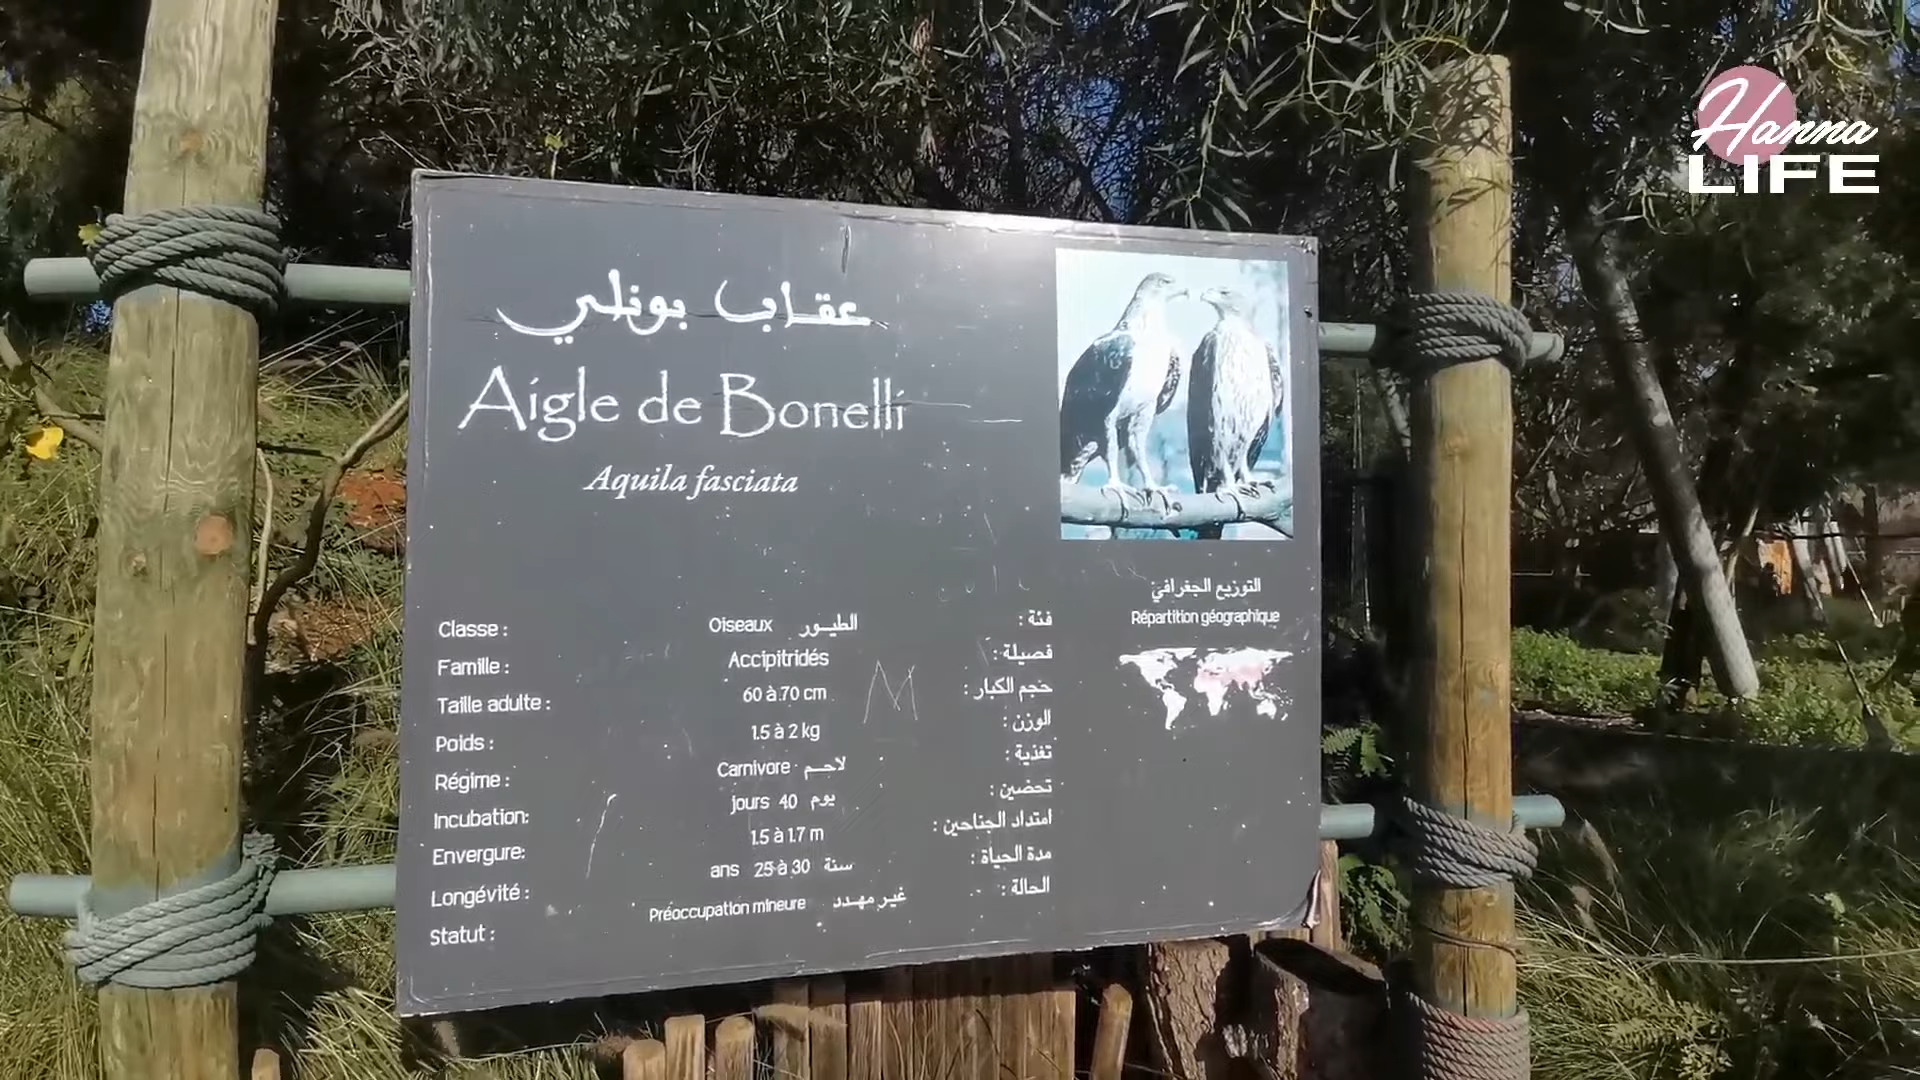 عقاب بونلي
Aigle de Bonelli
Aquila fasciata
Classe : Oiseaux الطيور فئة :
Famille : Accipitridés فصيلة :
Taille adulte : 60 à 70 cm حجم الكبار :
Poids : 1.5 à 2 kg الوزن :
Régime : Carnivore لاحم تغذية :
Incubation: jours 40 يوم تحضين :
Envergure: 1.5 à 1.7 m امتداد الجناحين :
Longévité : ans 25 à 30 سنة مدة الحياة :
Statut : Préoccupation mineure غير مهدد الحالة :
التوزيع الجغرافي
Répartition géographique
M
Hanna
LIFE